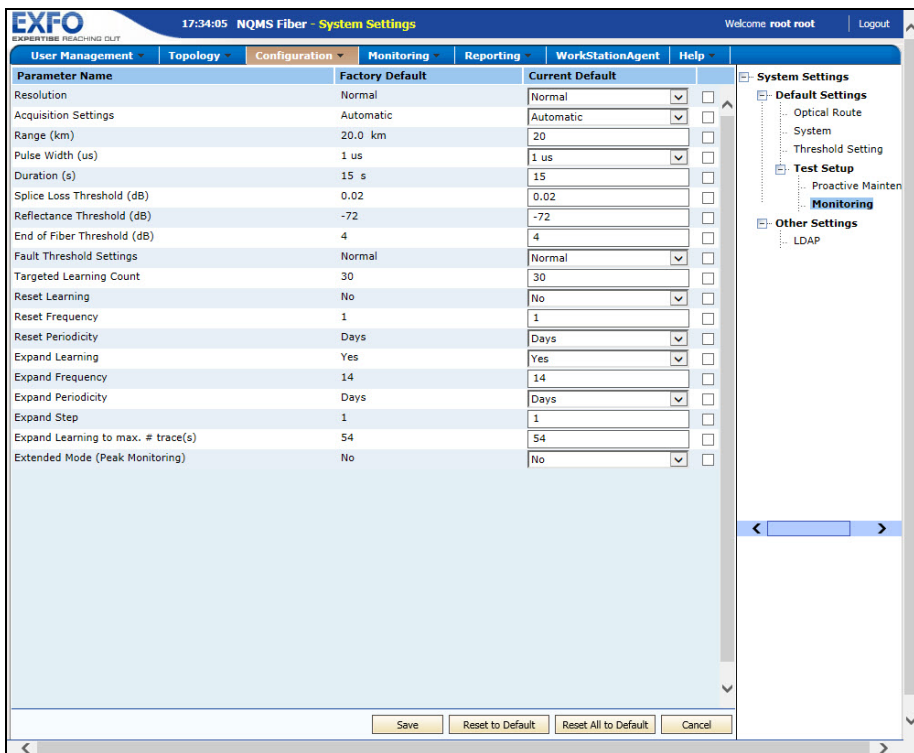 EXFO
EXPERTISE REACHING OUT
17:34:05 NQMS Fiber - System Settings
Welcome root root
Logout
User Management Topology Configuration Monitoring Reporting WorkStationAgent Help
Parameter Name Factory Default Current Default
Resolution Normal Normal
Acquisition Settings Automatic Automatic
Range (km) 20.0 km 20
Pulse Width (us) 1 us 1 us
Duration (s) 15 s 15
Splice Loss Threshold (dB) 0.02 0.02
Reflectance Threshold (dB) -72 -72
End of Fiber Threshold (dB) 4 4
Fault Threshold Settings Normal Normal
Targeted Learning Count 30 30
Reset Learning No No
Reset Frequency 1 1
Reset Periodicity Days Days
Expand Learning Yes Yes
Expand Frequency 14 14
Expand Periodicity Days Days
Expand Step 1 1
Expand Learning to max. # trace(s) 54 54
Extended Mode (Peak Monitoring) No No
System Settings
Default Settings
Optical Route
System
Threshold Setting
Test Setup
Proactive Mainten
Monitoring
Other Settings
LDAP
Save Reset to Default Reset All to Default Cancel